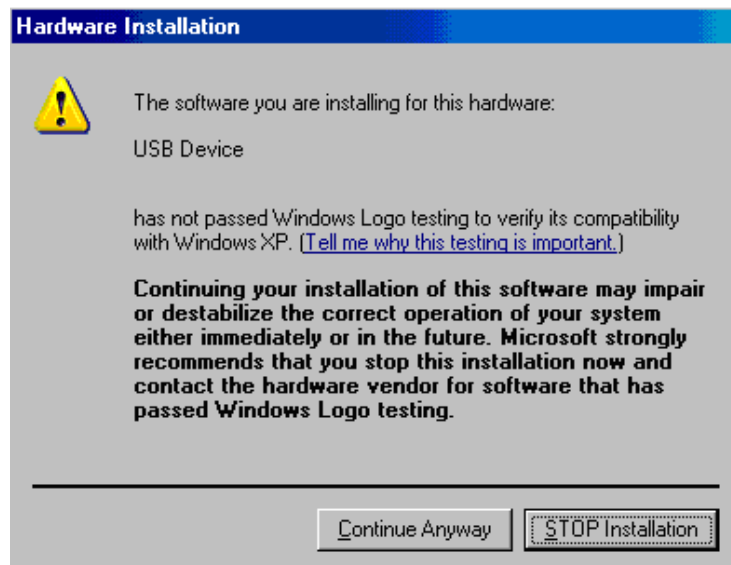 Hardware Installation
The software you are installing for this hardware:
USB Device
has not passed Windows Logo testing to verify its compatibility
with Windows XP. (Tell me why this testing is important.)
Continuing your installation of this software may impair
or destabilize the correct operation of your system
either immediately or in the future. Microsoft strongly
recommends that you stop this installation now and
contact the hardware vendor for software that has
passed Windows Logo testing.
Continue Anyway
STOP Installation